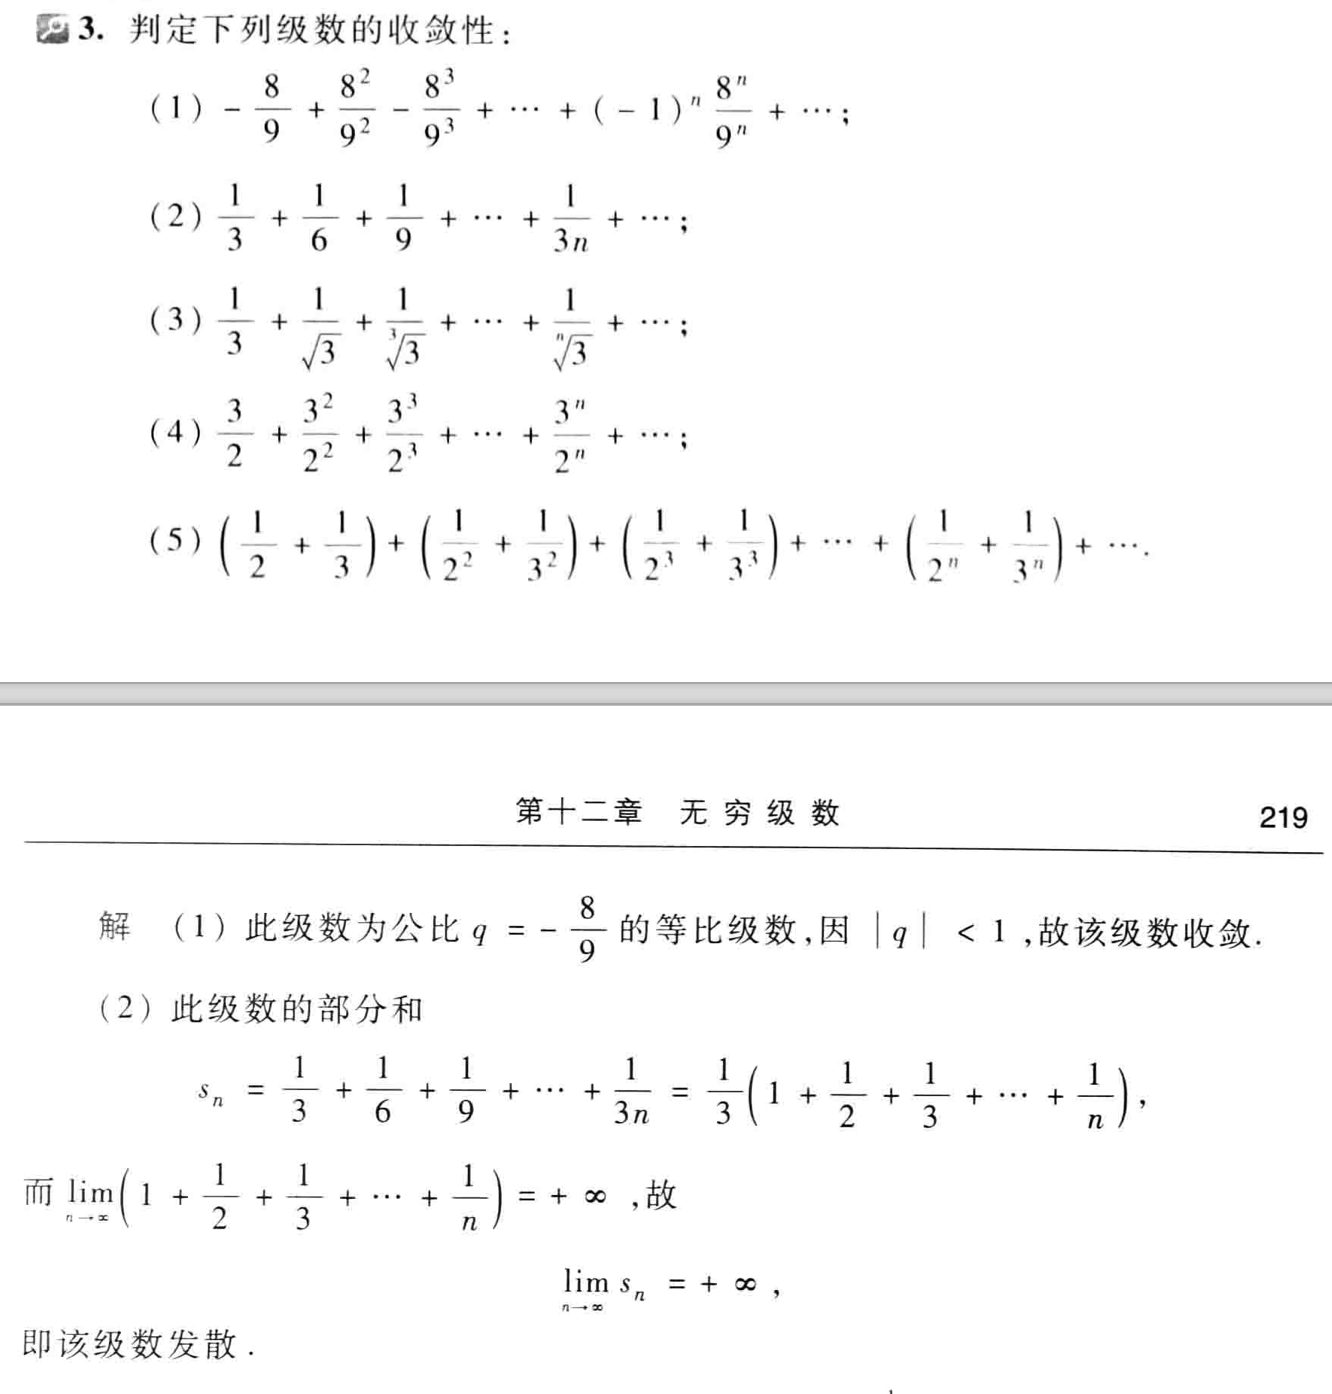 3. 判定下列级数的收敛性:
(1) $-\frac{8}{9} + \frac{8^2}{9^2} - \frac{8^3}{9^3} + \cdots + (-1)^n \frac{8^n}{9^n} + \cdots$;
(2) $\frac{1}{3} + \frac{1}{6} + \frac{1}{9} + \cdots + \frac{1}{3n} + \cdots$;
(3) $\frac{1}{3} + \frac{1}{\sqrt{3}} + \frac{1}{\sqrt[3]{3}} + \cdots + \frac{1}{\sqrt[n]{3}} + \cdots$;
(4) $\frac{3}{2} + \frac{3^2}{2^2} + \frac{3^3}{2^3} + \cdots + \frac{3^n}{2^n} + \cdots$;
(5) $\left(\frac{1}{2} + \frac{1}{3}\right) + \left(\frac{1}{2^2} + \frac{1}{3^2}\right) + \left(\frac{1}{2^3} + \frac{1}{3^3}\right) + \cdots + \left(\frac{1}{2^n} + \frac{1}{3^n}\right) + \cdots$.
第十二章 无穷级数 219
解 (1) 此级数为公比 $q = -\frac{8}{9}$ 的等比级数,因 $|q| < 1$,故该级数收敛.
(2) 此级数的部分和
$s_n = \frac{1}{3} + \frac{1}{6} + \frac{1}{9} + \cdots + \frac{1}{3n} = \frac{1}{3}\left(1 + \frac{1}{2} + \frac{1}{3} + \cdots + \frac{1}{n}\right)$,
而 $\lim_{n \to \infty}\left(1 + \frac{1}{2} + \frac{1}{3} + \cdots + \frac{1}{n}\right) = +\infty$,故
$\lim_{n \to \infty} s_n = +\infty$,
即该级数发散.